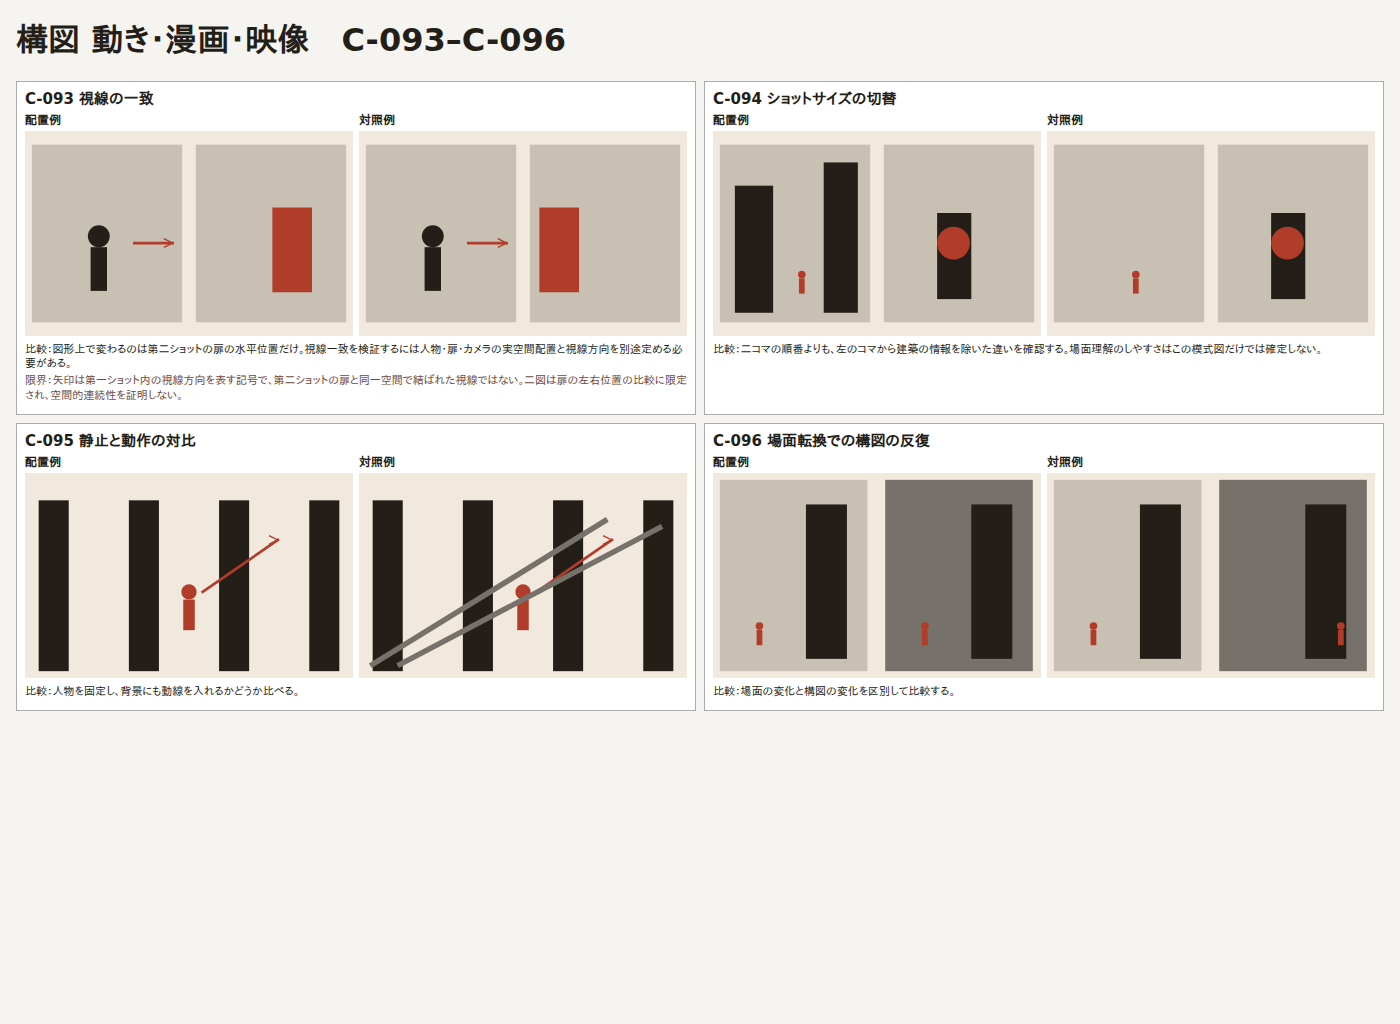 構図 動き・漫画・映像　C-093–C-096
C-093 視線の一致
配置例
対照例
比較：図形上で変わるのは第二ショットの扉の水平位置だけ。視線一致を検証するには人物・扉・カメラの実空間配置と視線方向を別途定める必
要がある。
限界：矢印は第一ショット内の視線方向を表す記号で、第二ショットの扉と同一空間で結ばれた視線ではない。二図は扉の左右位置の比較に限定
され、空間的連続性を証明しない。
C-094 ショットサイズの切替
配置例
対照例
比較：二コマの順番よりも、左のコマから建築の情報を除いた違いを確認する。場面理解のしやすさはこの模式図だけでは確定しない。
C-095 静止と動作の対比
配置例
対照例
比較：人物を固定し、背景にも動線を入れるかどうか比べる。
C-096 場面転換での構図の反復
配置例
対照例
比較：場面の変化と構図の変化を区別して比較する。